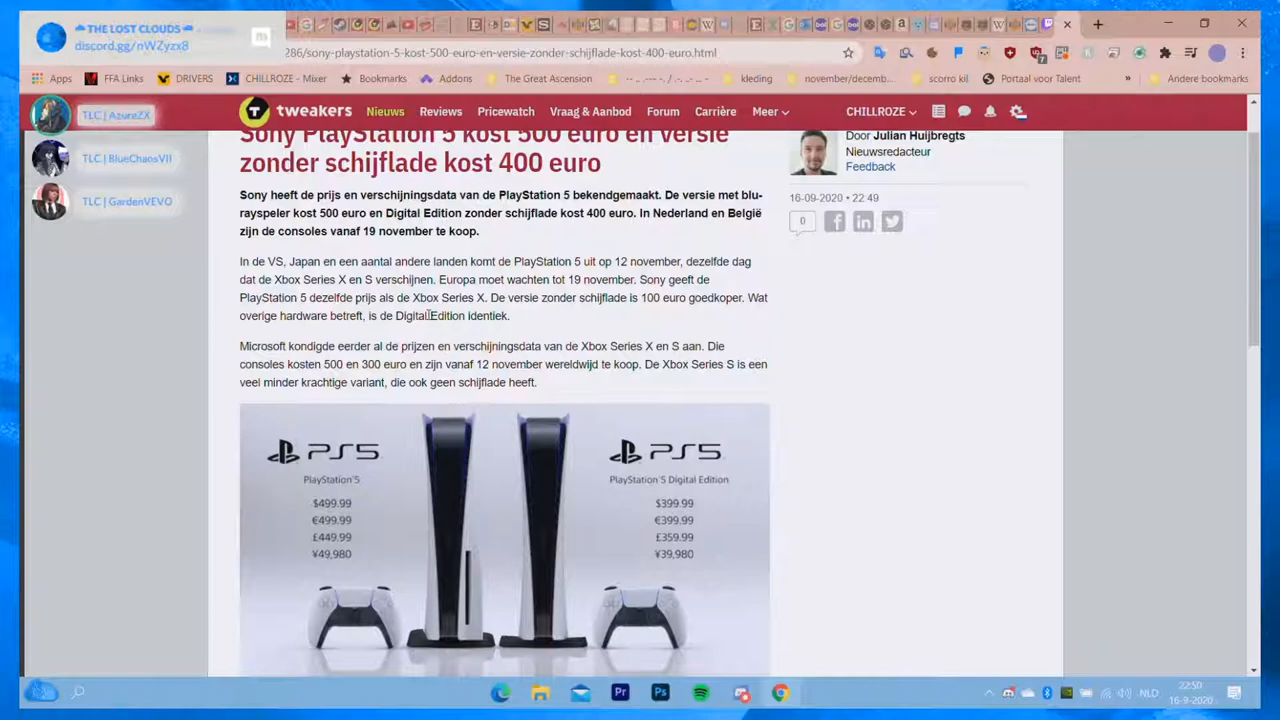 THE LOST CLOUDS
discord.gg/nWZyzx8
286/sony-playstation-5-kost-500-euro-en-versie-zonder-schijflade-kost-400-euro.html
Apps
FFA Links
DRIVERS
CHILLROZE - Mixer
Bookmarks
Addons
The Great Ascension
-- .. -.-- / .-. .-
kleding
november/decemb...
scorro kil
Portaal voor Talent
»
Andere bookmarks
TLC | AzureZX
TLC | BlueChaosVII
TLC | GardenVEVO
tweakers
Nieuws
Reviews
Pricewatch
Vraag & Aanbod
Forum
Carrière
Meer
CHILLROZE
Sony PlayStation 5 kost 500 euro en versie
zonder schijflade kost 400 euro
Door Julian Huijbregts
Nieuwsredacteur
Feedback
16-09-2020 • 22:49
0
Sony heeft de prijs en verschijningsdata van de PlayStation 5 bekendgemaakt. De versie met blu-
rayspeler kost 500 euro en Digital Edition zonder schijflade kost 400 euro. In Nederland en België
zijn de consoles vanaf 19 november te koop.
In de VS, Japan en een aantal andere landen komt de PlayStation 5 uit op 12 november, dezelfde dag
dat de Xbox Series X en S verschijnen. Europa moet wachten tot 19 november. Sony geeft de
PlayStation 5 dezelfde prijs als de Xbox Series X. De versie zonder schijflade is 100 euro goedkoper. Wat
overige hardware betreft, is de Digital Edition identiek.
Microsoft kondigde eerder al de prijzen en verschijningsdata van de Xbox Series X en S aan. Die
consoles kosten 500 en 300 euro en zijn vanaf 12 november wereldwijd te koop. De Xbox Series S is een
veel minder krachtige variant, die ook geen schijflade heeft.
PS5
PlayStation 5
$499.99
€499.99
£449.99
¥49,980
PS5
PlayStation 5 Digital Edition
$399.99
€399.99
£359.99
¥39,980
Pr
Ps
NLD
22:50
16-9-2020